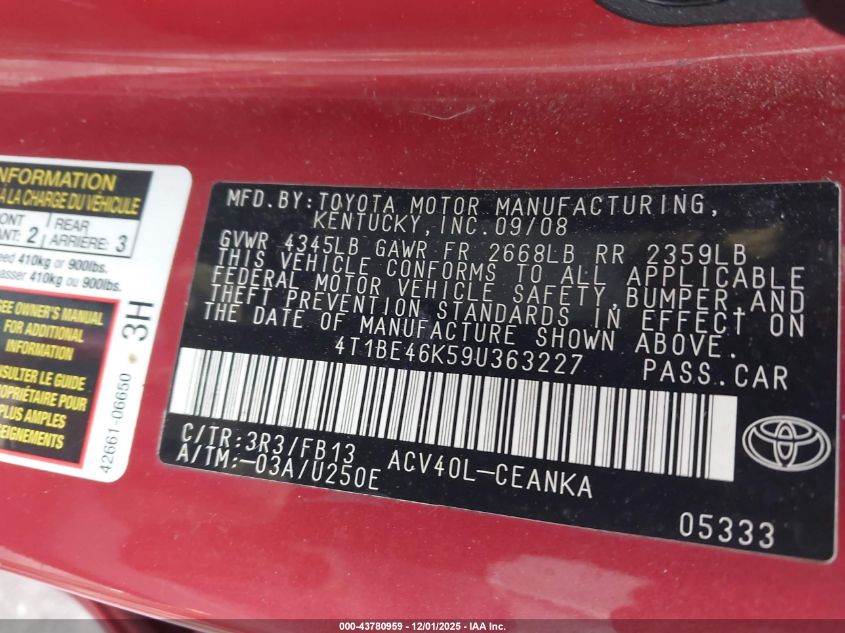 INFORMATION
À LA CHARGE DU VÉHICULE
2
REAR
ARRIÈRE: 3
410kg or 900lbs.
410kg ou 900lbs.
SEE OWNER'S MANUAL
FOR ADDITIONAL
INFORMATION
CONSULTER LE GUIDE
PROPRIÉTAIRE POUR
PLUS AMPLES
RENSEIGNEMENTS
3H
42661-06650
MFD.BY:TOYOTA MOTOR MANUFACTURING,
KENTUCKY,INC.09/08
GVWR 4345LB GAWR FR 2668LB RR 2359LB
THIS VEHICLE CONFORMS TO ALL APPLICABLE
FEDERAL MOTOR VEHICLE SAFETY,BUMPER,AND
THEFT PREVENTION STANDARDS IN EFFECT ON
THE DATE OF MANUFACTURE SHOWN ABOVE.
4T1BE46K59U363227 PASS.CAR
C/TR:3R3/FB13
A/TM:-03A/U250E
ACV40L-CEANKA
05333
000-43780959 - 12/01/2025 - IAA Inc.